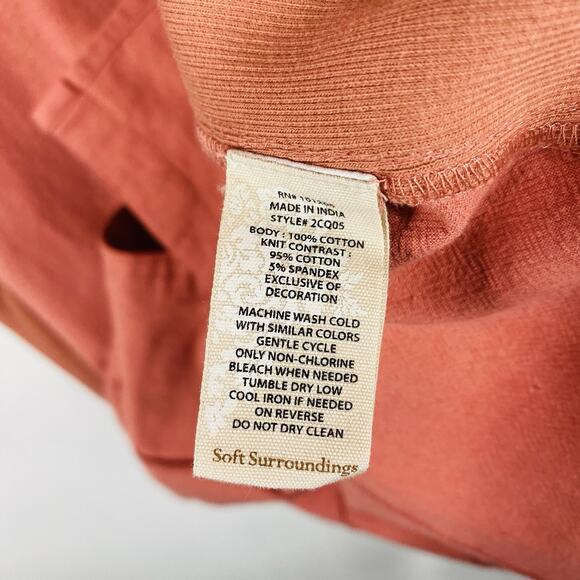 MADE IN INDIA
STYLE# 2CQ05
BODY : 100% COTTON
KNIT CONTRAST :
95% COTTON
5% SPANDEX
EXCLUSIVE OF
DECORATION
MACHINE WASH COLD
WITH SIMILAR COLORS
GENTLE CYCLE
ONLY NON-CHLORINE
BLEACH WHEN NEEDED
TUMBLE DRY LOW
COOL IRON IF NEEDED
ON REVERSE
DO NOT DRY CLEAN
Soft Surroundings